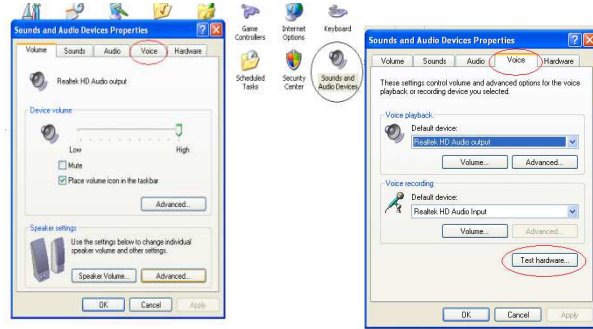 Sounds and Audio Devices Properties
Volume Sounds Audio Voice Hardware
Realtek HD Audio output
Device volume
Low High
Mute
Place volume icon in the taskbar
Advanced...
Speaker settings
Use the settings below to change individual
speaker volume and other settings.
Speaker Volume... Advanced...
OK Cancel Apply
Game
Controllers
Internet
Options
Keyboard
Scheduled
Tasks
Security
Center
Sounds and
Audio Devices
Sounds and Audio Devices Properties
Volume Sounds Audio Voice Hardware
These settings control volume and advanced options for the voice
playback or recording device you selected.
Voice playback
Default device:
Realtek HD Audio output
Volume... Advanced...
Voice recording
Default device:
Realtek HD Audio Input
Volume... Advanced...
Test hardware...
OK Cancel Apply